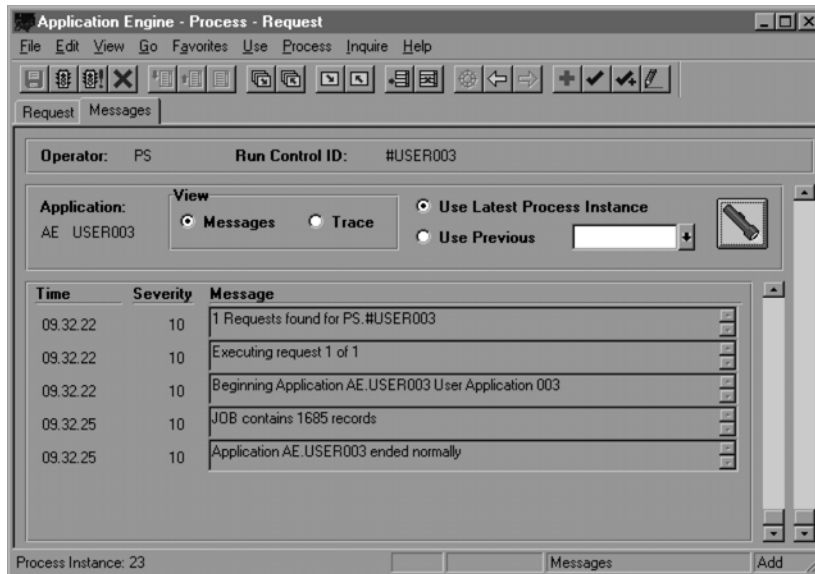 Application Engine - Process - Request
File Edit View Go Favorites Use Process Inquire Help
Request Messages
Operator: PS Run Control ID: #USER003
Application:
AE USER003
View
Messages Trace
Use Latest Process Instance
Use Previous
Time Severity Message
09.32.22 10 1 Requests found for PS.#USER003
09.32.22 10 Executing request 1 of 1
09.32.22 10 Beginning Application AE.USER003 User Application 003
09.32.25 10 JOB contains 1685 records
09.32.25 10 Application AE.USER003 ended normally
Process Instance: 23 Messages Add